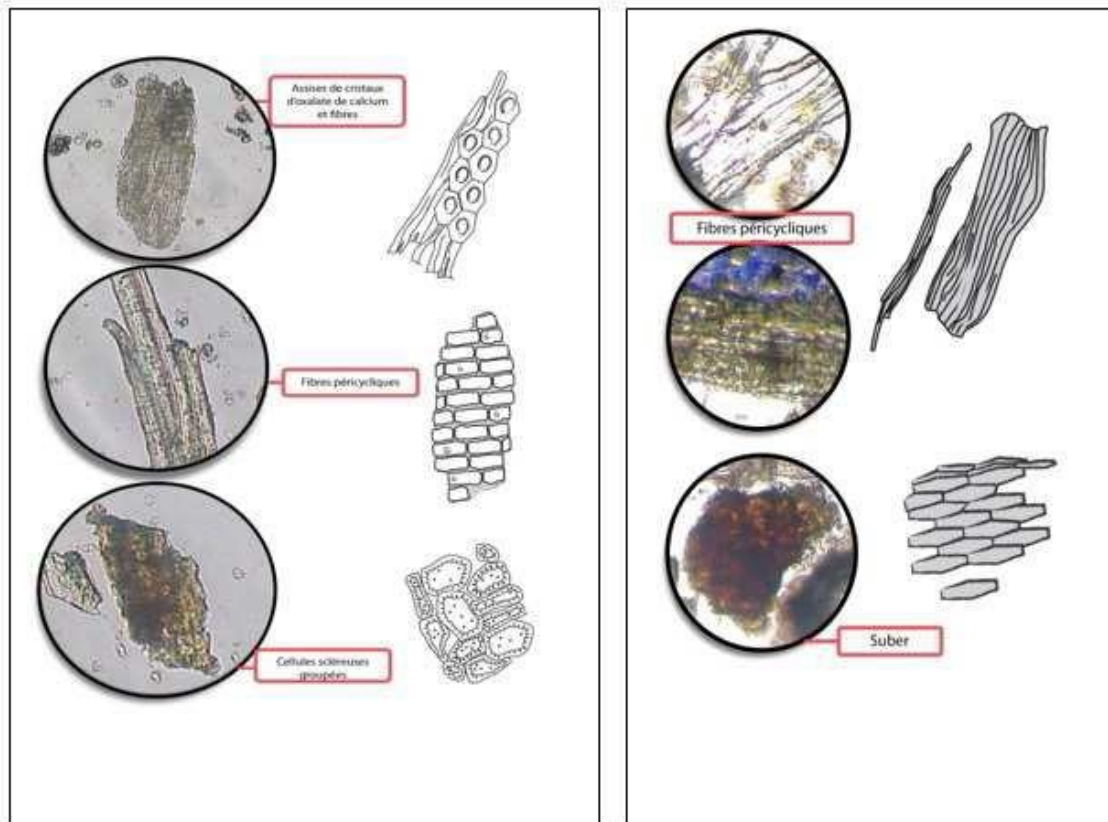 Assises de cristaux
d'oxalate de calcium
et fibres
Fibres péricycliques
Cellules scléreuses
groupées
Fibres péricycliques
Suber